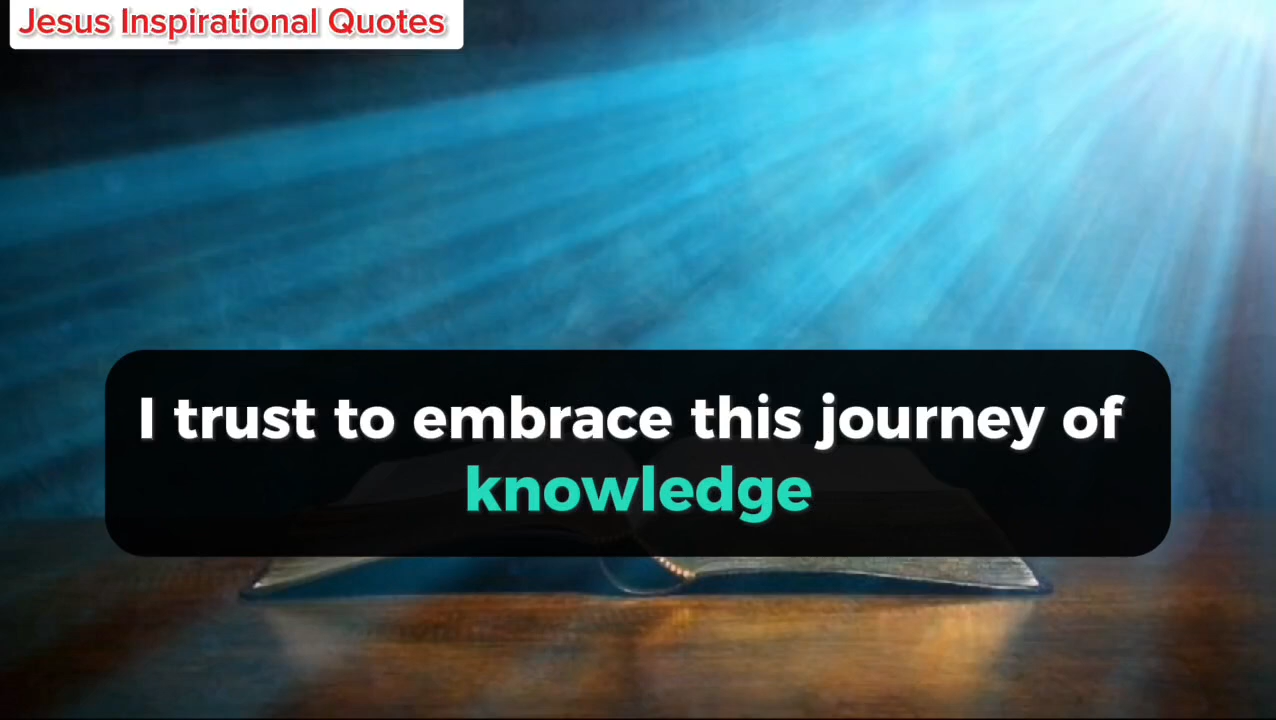 Jesus Inspirational Quotes
I trust to embrace this journey of
knowledge